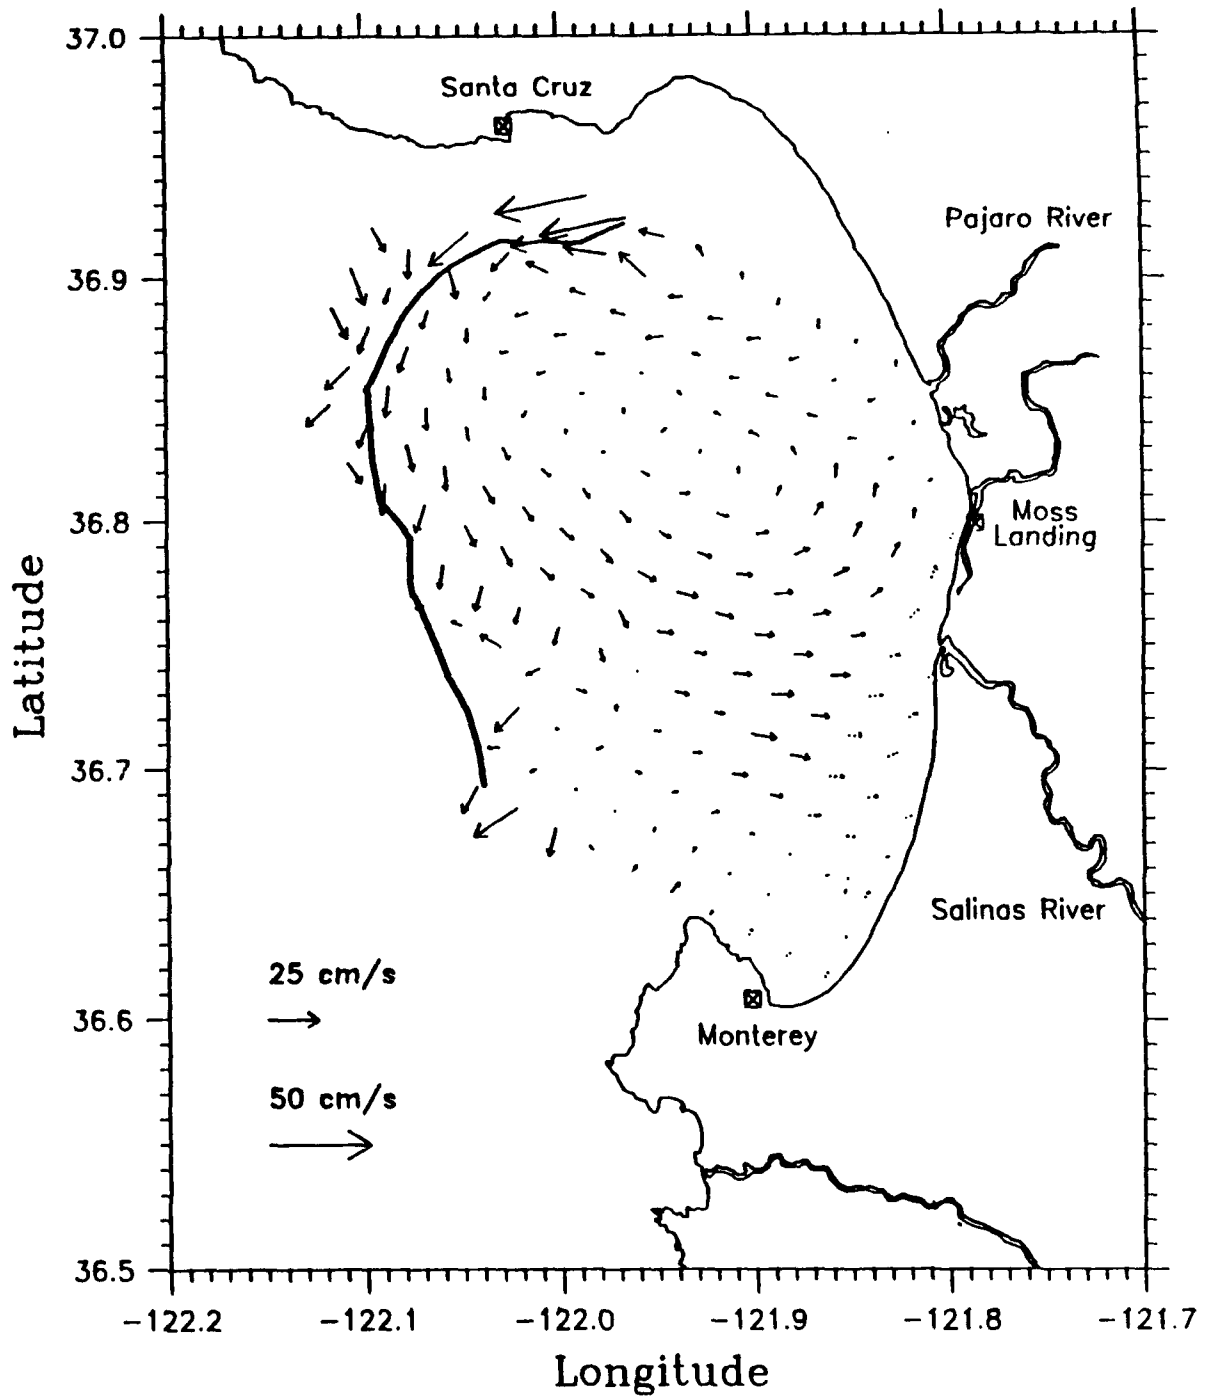 37.0
Santa Cruz
Pajaro River
36.9
36.8
Moss
Landing
Latitude
36.7
Salinas River
25 cm/s
36.6
Monterey
50 cm/s
36.5
-122.2
-122.1
-122.0
-121.9
-121.8
-121.7
Longitude